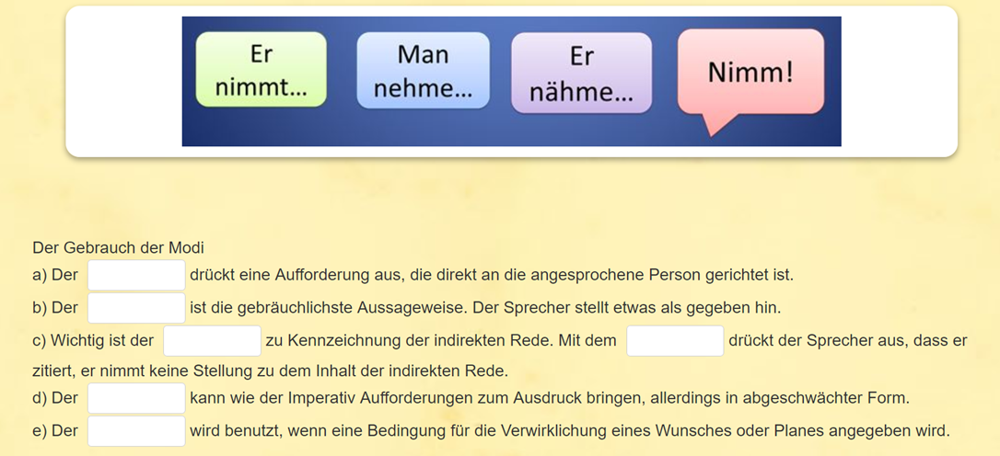 Er
nimmt...
Man
nehme...
Er
nähme...
Nimm!
Der Gebrauch der Modi
a) Der drückt eine Aufforderung aus, die direkt an die angesprochene Person gerichtet ist.
b) Der ist die gebräuchlichste Aussageweise. Der Sprecher stellt etwas als gegeben hin.
c) Wichtig ist der zu Kennzeichnung der indirekten Rede. Mit dem drückt der Sprecher aus, dass er
zitiert, er nimmt keine Stellung zu dem Inhalt der indirekten Rede.
d) Der kann wie der Imperativ Aufforderungen zum Ausdruck bringen, allerdings in abgeschwächter Form.
e) Der wird benutzt, wenn eine Bedingung für die Verwirklichung eines Wunsches oder Planes angegeben wird.